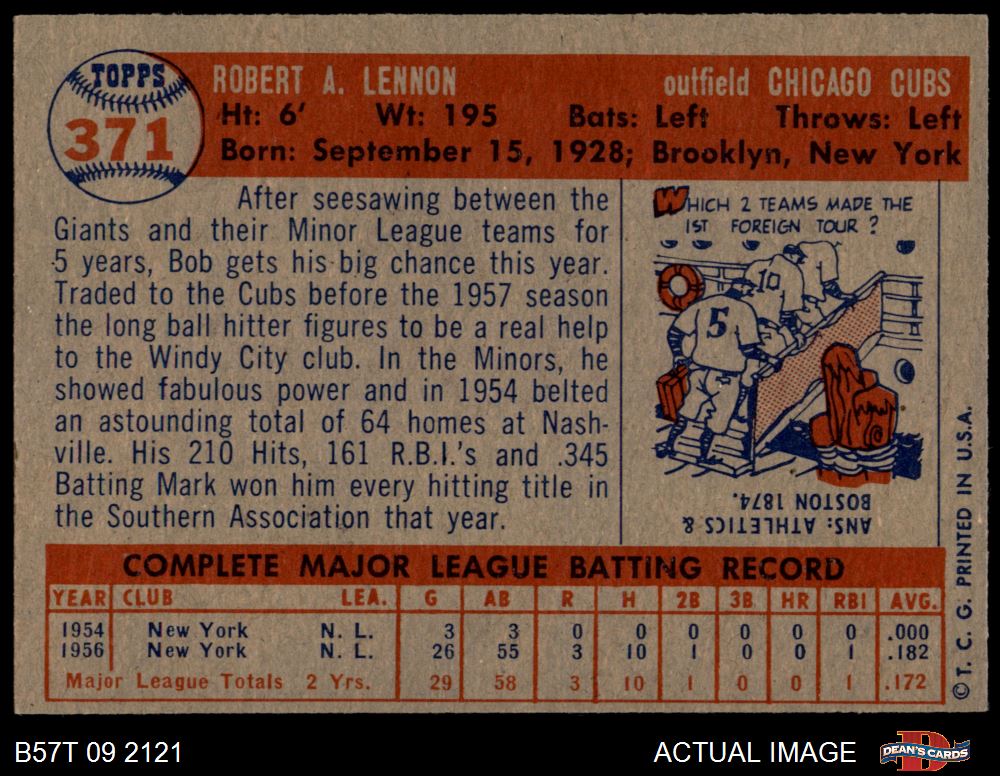 TOPPS
371
ROBERT A. LENNON outfield CHICAGO CUBS
Ht: 6' Wt: 195 Bats: Left Throws: Left
Born: September 15, 1928; Brooklyn, New York
After seesawing between the
Giants and their Minor League teams for
5 years, Bob gets his big chance this year.
Traded to the Cubs before the 1957 season
the long ball hitter figures to be a real help
to the Windy City club. In the Minors, he
showed fabulous power and in 1954 belted
an astounding total of 64 homes at Nash-
ville. His 210 Hits, 161 R.B.I.'s and .345
Batting Mark won him every hitting title in
the Southern Association that year.
WHICH 2 TEAMS MADE THE
1ST FOREIGN TOUR ?
10
5
ANS: ATHLETICS &
BOSTON 1874.
COMPLETE MAJOR LEAGUE BATTING RECORD
YEAR CLUB LEA. G AB R H 2B 3B HR RBI AVG.
1954 New York N. L. 3 3 0 0 0 0 0 0 .000
1956 New York N. L. 26 55 3 10 1 0 0 1 .182
Major League Totals 2 Yrs. 29 58 3 10 1 0 0 1 .172
© T. C. G. PRINTED IN U.S.A.
B57T 09 2121 ACTUAL IMAGE DEAN'S CARDS